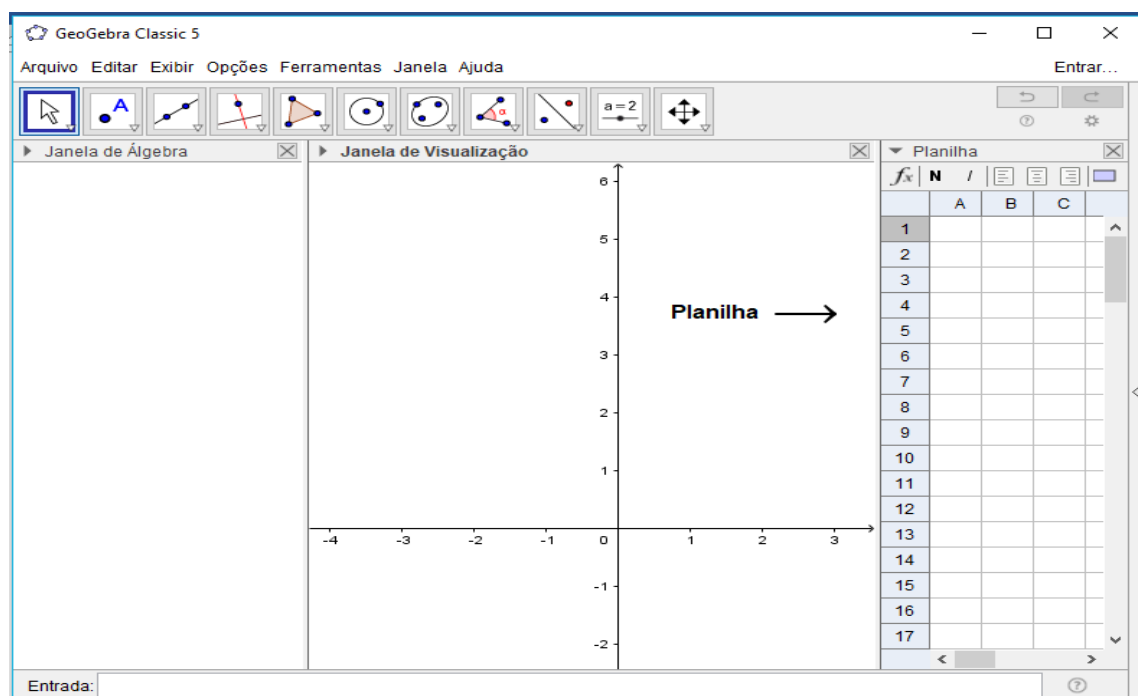 GeoGebra Classic 5
Arquivo Editar Exibir Opções Ferramentas Janela Ajuda Entrar...
A α a=2
Janela de Álgebra Janela de Visualização Planilha
fx N I
A B C
1
2
3
4
5
6
7
8
9
10
11
12
13
14
15
16
17
6
5
4
Planilha
3
2
1
-4 -3 -2 -1 0 1 2 3
-1
-2
Entrada: